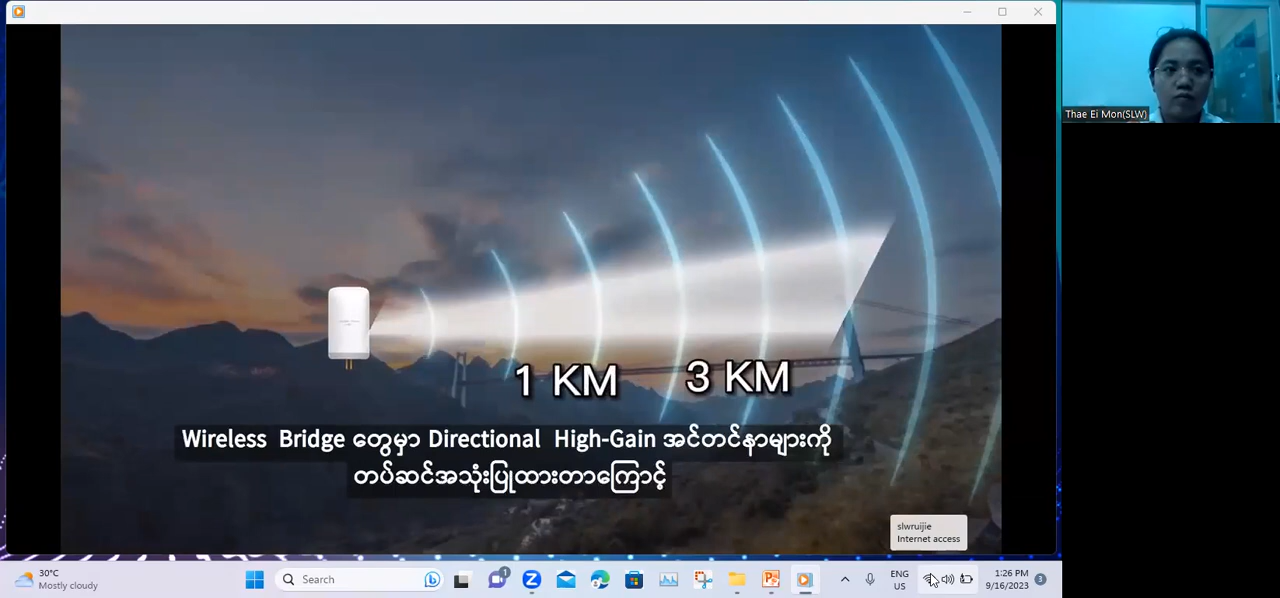 Thae Ei Mon(SLW)
1 KM
3 KM
Wireless Bridge တွေမှာ Directional High-Gain အင်တင်နာများကို
တပ်ဆင်အသုံးပြုထားတာကြောင့်
slwruijie
Internet access
30°C
Mostly cloudy
Search
1
ENG
US
1:26 PM
9/16/2023
3